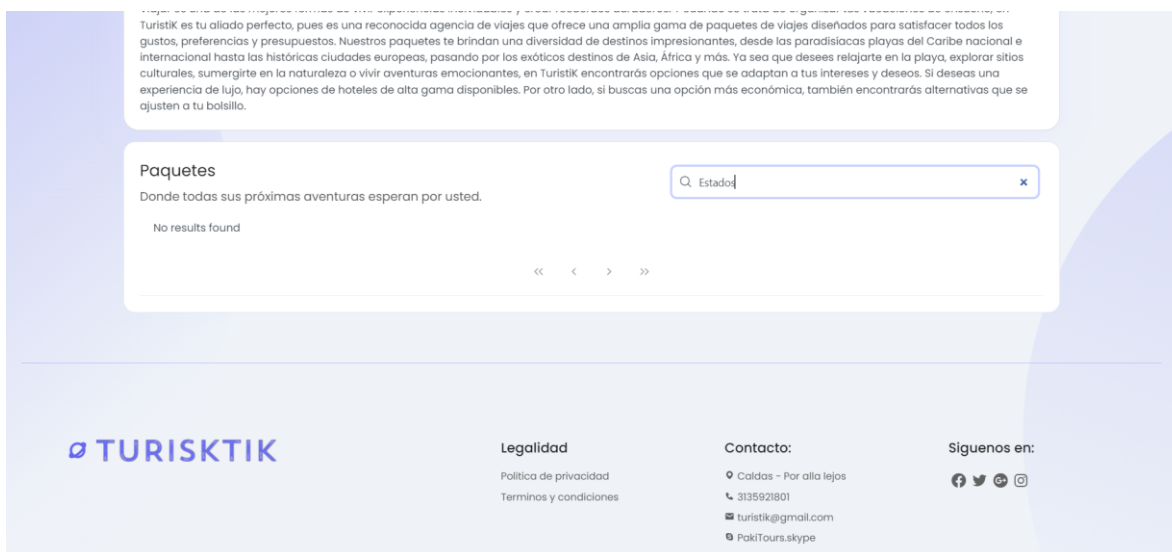 TuristiK es tu aliado perfecto, pues es una reconocida agencia de viajes que ofrece una amplia gama de paquetes de viajes diseñados para satisfacer todos los
gustos, preferencias y presupuestos. Nuestros paquetes te brindan una diversidad de destinos impresionantes, desde las paradisíacas playas del Caribe nacional e
internacional hasta las históricas ciudades europeas, pasando por los exóticos destinos de Asia, África y más. Ya sea que desees relajarte en la playa, explorar sitios
culturales, sumergirte en la naturaleza o vivir aventuras emocionantes, en TuristiK encontrarás opciones que se adaptan a tus intereses y deseos. Si deseas una
experiencia de lujo, hay opciones de hoteles de alta gama disponibles. Por otro lado, si buscas una opción más económica, también encontrarás alternativas que se
ajusten a tu bolsillo.
Paquetes
Estados
Donde todas sus próximas aventuras esperan por usted.
No results found
TURISKTIK
Legalidad
Política de privacidad
Terminos y condiciones
Contacto:
Caldas - Por alla lejos
3135921801
turistik@gmail.com
PakiTours.skype
Siguenos en: